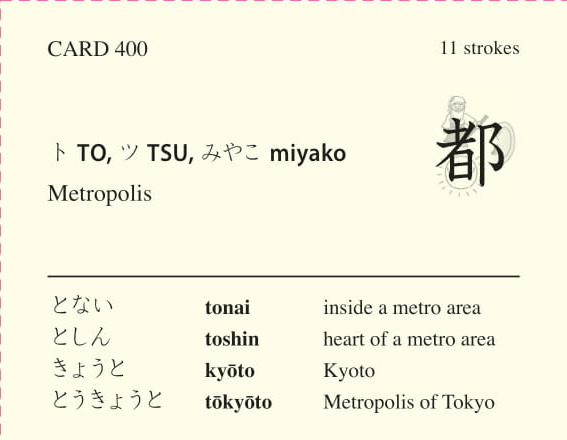 CARD 400 11 strokes
ト TO, ツ TSU, みやこ miyako
都
Metropolis
とない tonai inside a metro area
としん toshin heart of a metro area
きょうと kyōto Kyoto
とうきょうと tōkyōto Metropolis of Tokyo